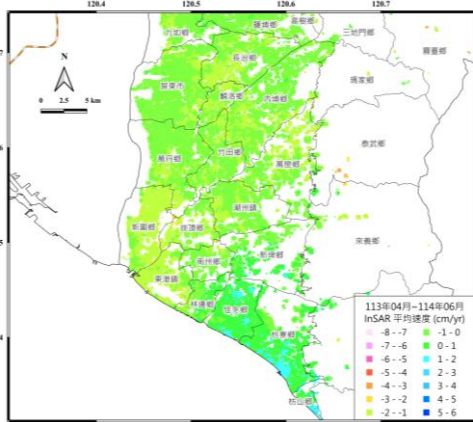 120.4 120.5 120.6 120.7
高樹鄉
九如鄉 鹽埔鄉 三地門鄉
長治鄉 霧臺鄉
.7
N
屏東市 瑪家鄉
0 2.5 5 km
麟洛鄉 內埔鄉
.6
竹田鄉 泰武鄉
萬丹鄉 萬巒鄉
潮州鎮
新園鄉 崁頂鄉
.5
來義鄉
南州鄉 新埤鄉
東港鎮
林邊鄉 佳冬鄉
枋寮鄉
.4
枋山鄉
113年04月~114年06月
InSAR 平均速度 (cm/yr)
-8 - -7 -1 - 0
-7 - -6 0 - 1
-6 - -5 1 - 2
-5 - -4 2 - 3
-4 - -3 3 - 4
-3 - -2 4 - 5
-2 - -1 5 - 6